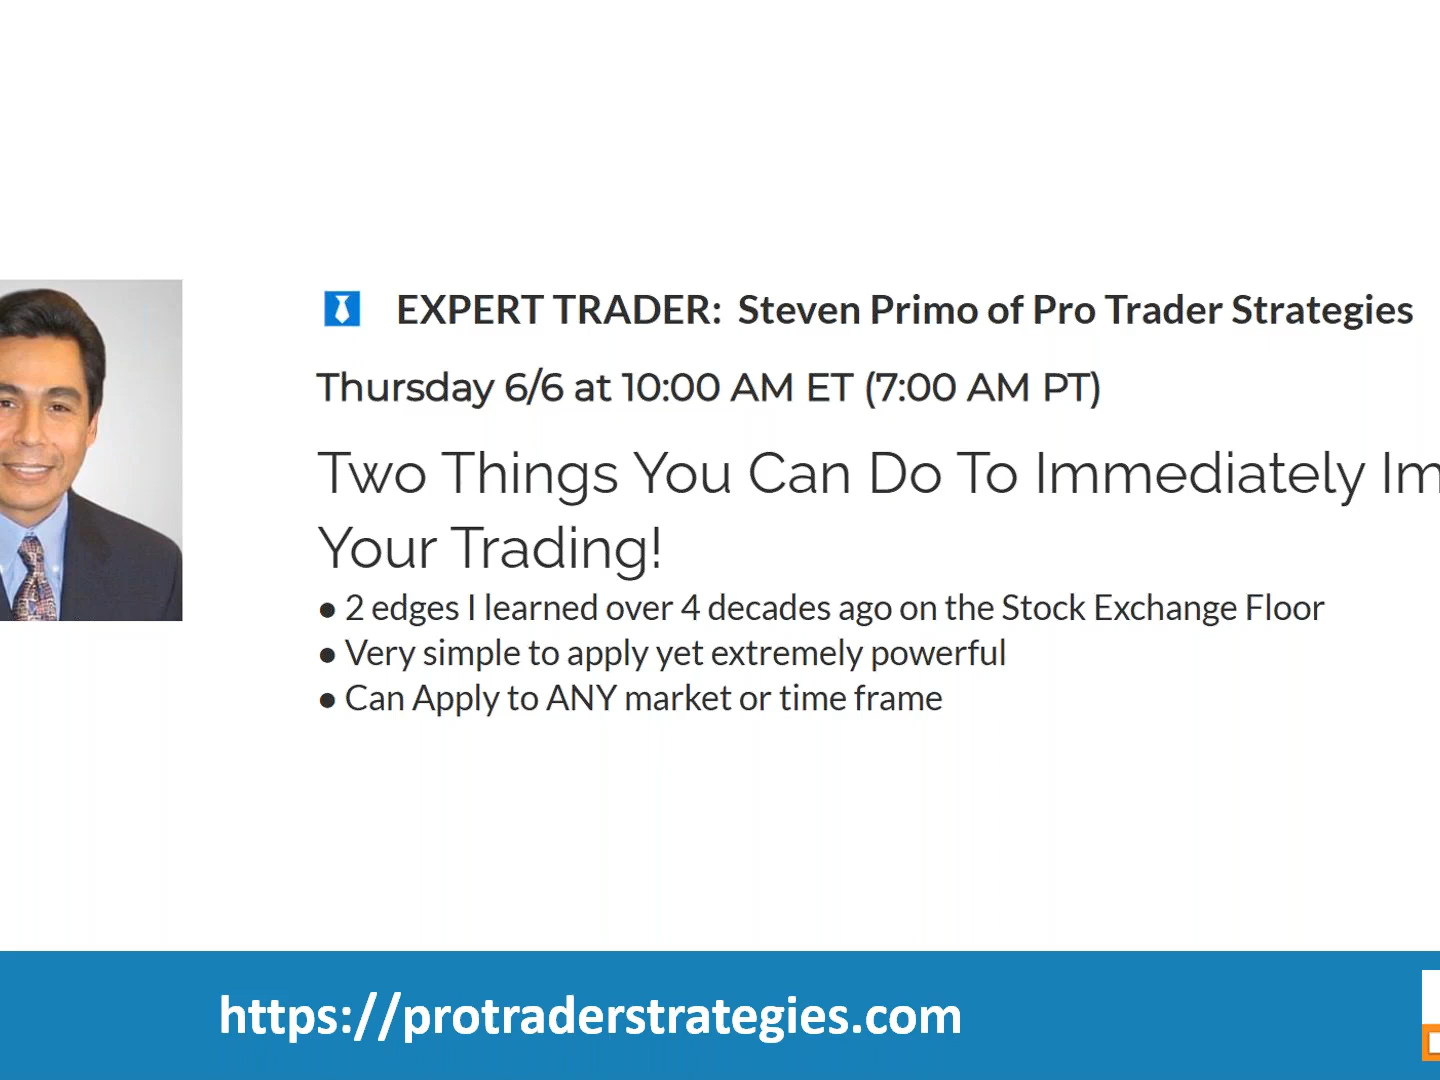 EXPERT TRADER: Steven Primo of Pro Trader Strategies
Thursday 6/6 at 10:00 AM ET (7:00 AM PT)
Two Things You Can Do To Immediately
Your Trading!
● 2 edges I learned over 4 decades ago on the Stock Exchange Floor
● Very simple to apply yet extremely powerful
● Can Apply to ANY market or time frame
https://protraderstrategies.com